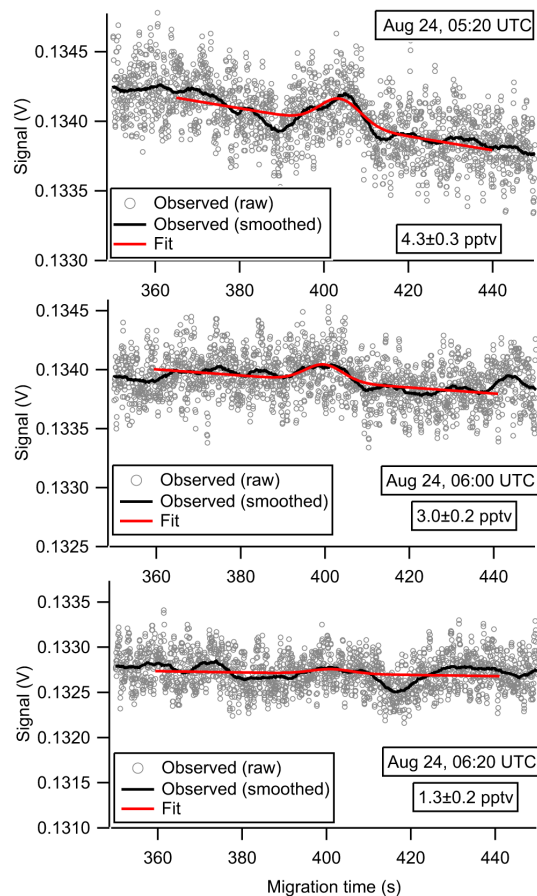 Aug 24, 05:20 UTC
0.1345
0.1340
0.1335
0.1330
Signal (V)
Observed (raw)
Observed (smoothed)
Fit
4.3±0.3 pptv
360 380 400 420 440
0.1345
0.1340
0.1335
0.1330
0.1325
Signal (V)
Observed (raw)
Observed (smoothed)
Fit
Aug 24, 06:00 UTC
3.0±0.2 pptv
360 380 400 420 440
0.1335
0.1330
0.1325
0.1320
0.1315
0.1310
Signal (V)
Observed (raw)
Observed (smoothed)
Fit
Aug 24, 06:20 UTC
1.3±0.2 pptv
360 380 400 420 440
Migration time (s)